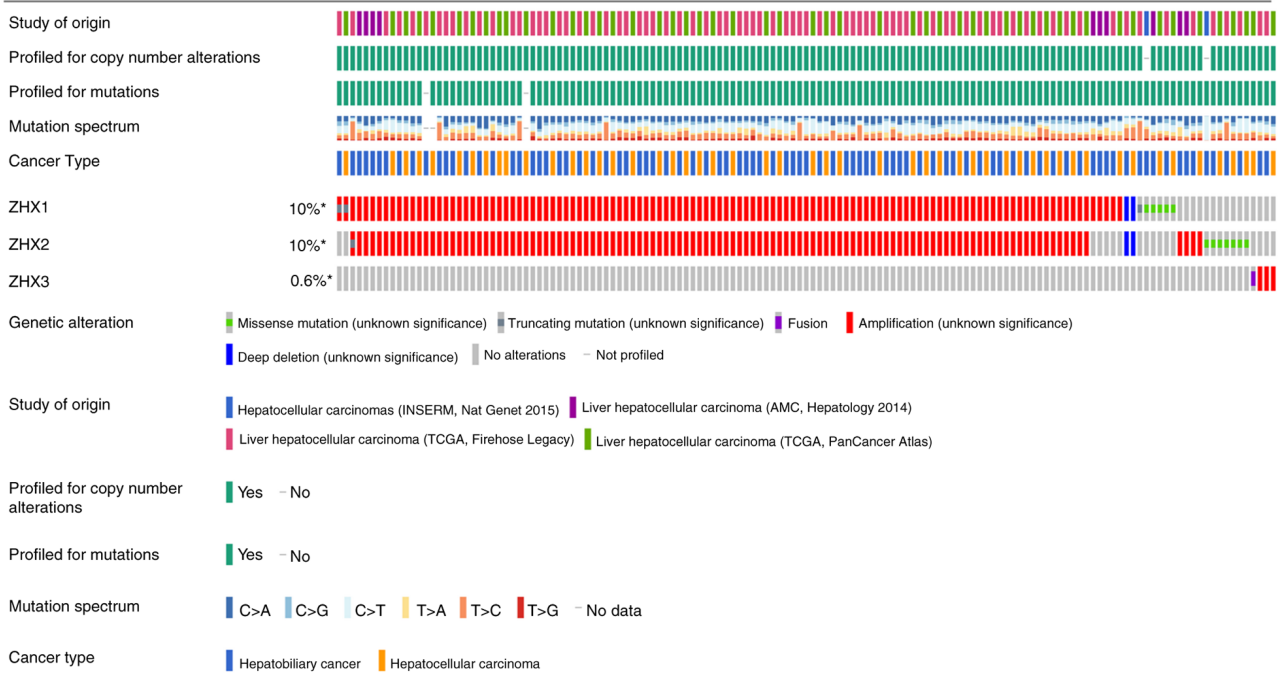 Study of origin
Profiled for copy number alterations
Profiled for mutations
Mutation spectrum
Cancer Type
ZHX1 10%*
ZHX2 10%*
ZHX3 0.6%*
Genetic alteration Missense mutation (unknown significance) Truncating mutation (unknown significance) Fusion Amplification (unknown significance)
Deep deletion (unknown significance) No alterations – Not profiled
Study of origin Hepatocellular carcinomas (INSERM, Nat Genet 2015) Liver hepatocellular carcinoma (AMC, Hepatology 2014)
Liver hepatocellular carcinoma (TCGA, Firehose Legacy) Liver hepatocellular carcinoma (TCGA, PanCancer Atlas)
Profiled for copy number Yes – No
alterations
Profiled for mutations Yes – No
Mutation spectrum C>A C>G C>T T>A T>C T>G – No data
Cancer type Hepatobiliary cancer Hepatocellular carcinoma